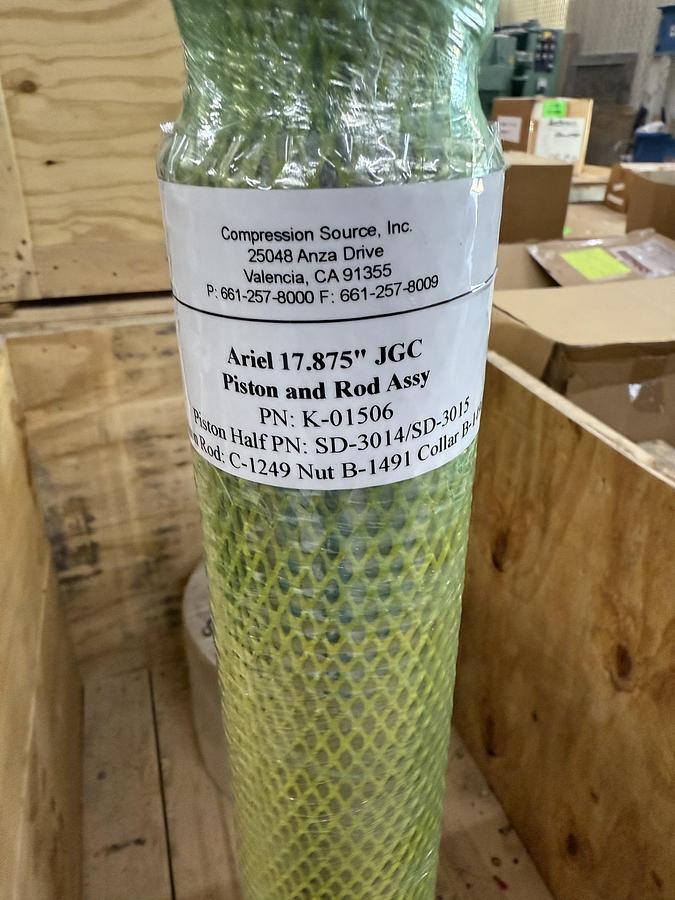 Compression Source, Inc.
25048 Anza Drive
Valencia, CA 91355
P: 661-257-8000 F: 661-257-8009
Ariel 17.875" JGC
Piston and Rod Assy
PN: K-01506
Piston Half PN: SD-3014/SD-3015
Rod: C-1249 Nut B-1491 Collar